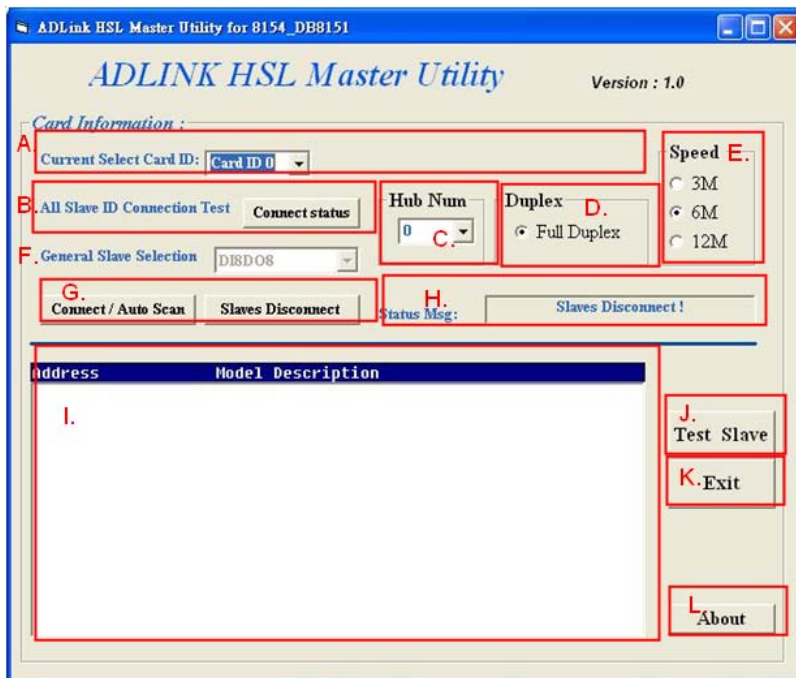 ADLink HSL Master Utility for 8154_DB8151
ADLINK HSL Master Utility
Version : 1.0
Card Information :
A.
Current Select Card ID:
Card ID 0
Speed
E.
3M
6M
12M
B.
All Slave ID Connection Test
Connect status
Hub Num
0
C.
Duplex
D.
Full Duplex
F.
General Slave Selection
DI8DO8
G.
Connect / Auto Scan
Slaves Disconnect
H.
Status Msg:
Slaves Disconnect !
Address Model Description
I.
J.
Test Slave
K.
Exit
L.
About